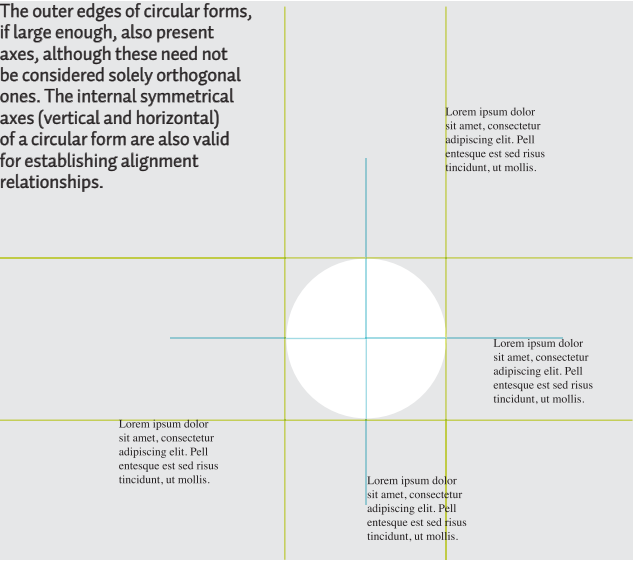 The outer edges of circular forms,
if large enough, also present
axes, although these need not
be considered solely orthogonal
ones. The internal symmetrical
axes (vertical and horizontal)
of a circular form are also valid
for establishing alignment
relationships.
Lorem ipsum dolor
sit amet, consectetur
adipiscing elit. Pell
entesque est sed risus
tincidunt, ut mollis.
Lorem ipsum dolor
sit amet, consectetur
adipiscing elit. Pell
entesque est sed risus
tincidunt, ut mollis.
Lorem ipsum dolor
sit amet, consectetur
adipiscing elit. Pell
entesque est sed risus
tincidunt, ut mollis.
Lorem ipsum dolor
sit amet, consectetur
adipiscing elit. Pell
entesque est sed risus
tincidunt, ut mollis.